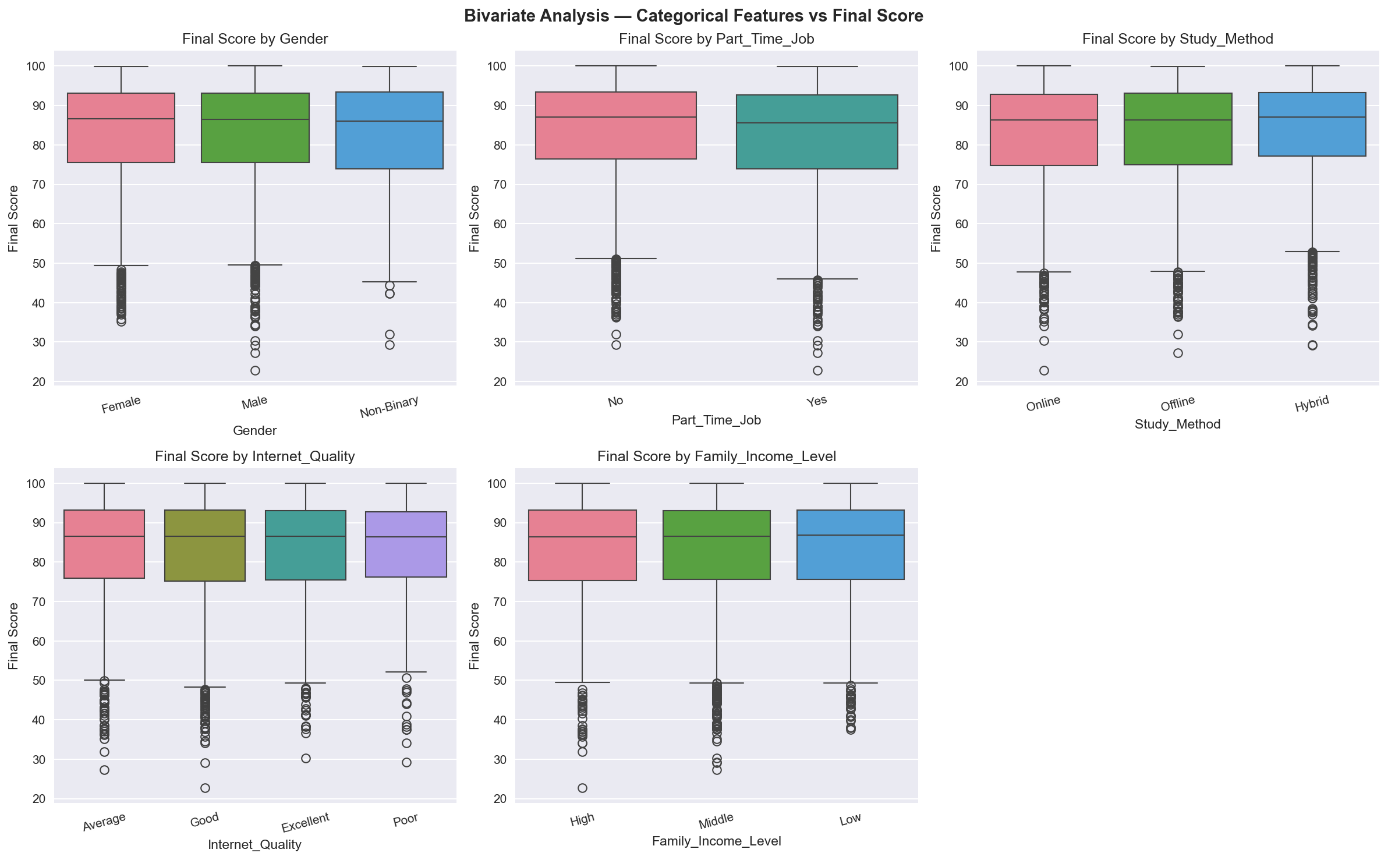 Bivariate Analysis — Categorical Features vs Final Score
Final Score by Gender
100
90
80
70
60
50
40
30
20
Final Score
Female
Male
Non-Binary
Gender
Final Score by Part_Time_Job
100
90
80
70
60
50
40
30
20
Final Score
No
Yes
Part_Time_Job
Final Score by Study_Method
100
90
80
70
60
50
40
30
20
Final Score
Online
Offline
Hybrid
Study_Method
Final Score by Internet_Quality
100
90
80
70
60
50
40
30
20
Final Score
Average
Good
Excellent
Poor
Internet_Quality
Final Score by Family_Income_Level
100
90
80
70
60
50
40
30
20
Final Score
High
Middle
Low
Family_Income_Level